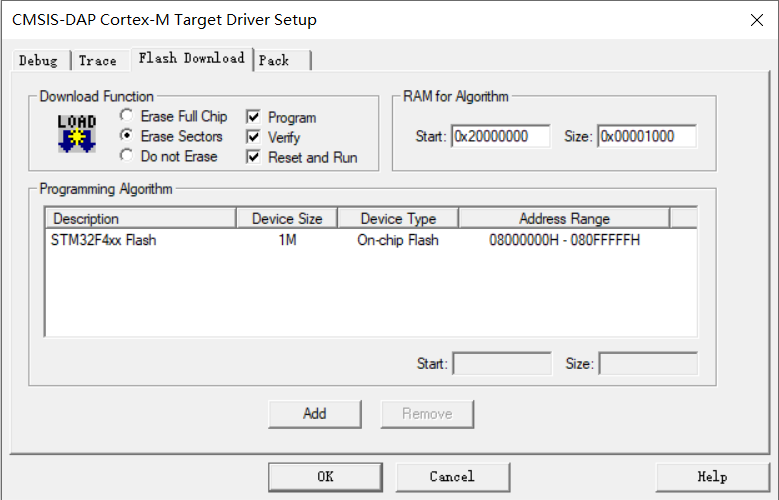 CMSIS-DAP Cortex-M Target Driver Setup
Debug Trace Flash Download Pack
Download Function
LOAD
Erase Full Chip
Erase Sectors
Do not Erase
Program
Verify
Reset and Run
RAM for Algorithm
Start: 0x20000000 Size: 0x00001000
Programming Algorithm
Description Device Size Device Type Address Range
STM32F4xx Flash 1M On-chip Flash 08000000H - 080FFFFFH
Start: Size:
Add Remove
OK Cancel Help